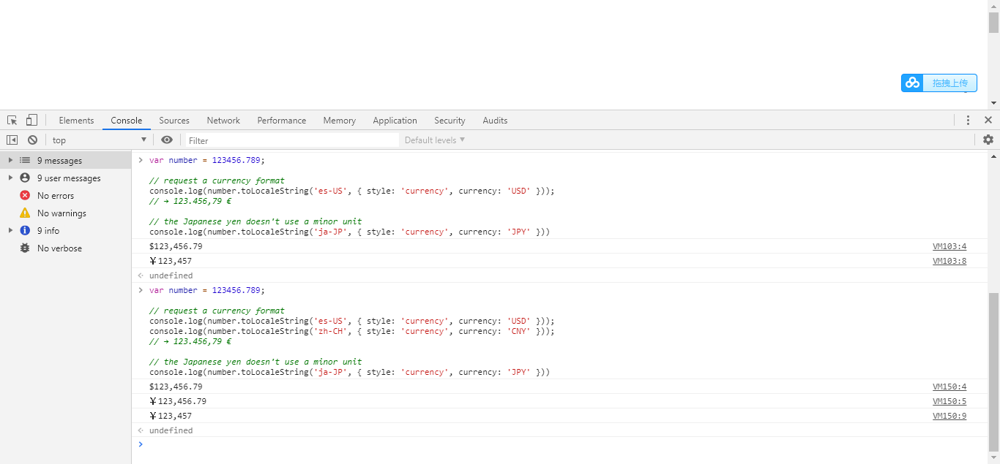 拖拽上传
Elements Console Sources Network Performance Memory Application Security Audits
top Filter Default levels
9 messages
9 user messages
No errors
No warnings
9 info
No verbose
var number = 123456.789;
// request a currency format
console.log(number.toLocaleString('es-US', { style: 'currency', currency: 'USD' }));
// → 123.456,79 €
// the Japanese yen doesn't use a minor unit
console.log(number.toLocaleString('ja-JP', { style: 'currency', currency: 'JPY' }))
$123,456.79 VM103:4
¥123,457 VM103:8
undefined
var number = 123456.789;
// request a currency format
console.log(number.toLocaleString('es-US', { style: 'currency', currency: 'USD' }));
console.log(number.toLocaleString('zh-CH', { style: 'currency', currency: 'CNY' }));
// → 123.456,79 €
// the Japanese yen doesn't use a minor unit
console.log(number.toLocaleString('ja-JP', { style: 'currency', currency: 'JPY' }))
$123,456.79 VM150:4
¥123,456.79 VM150:5
¥123,457 VM150:9
undefined